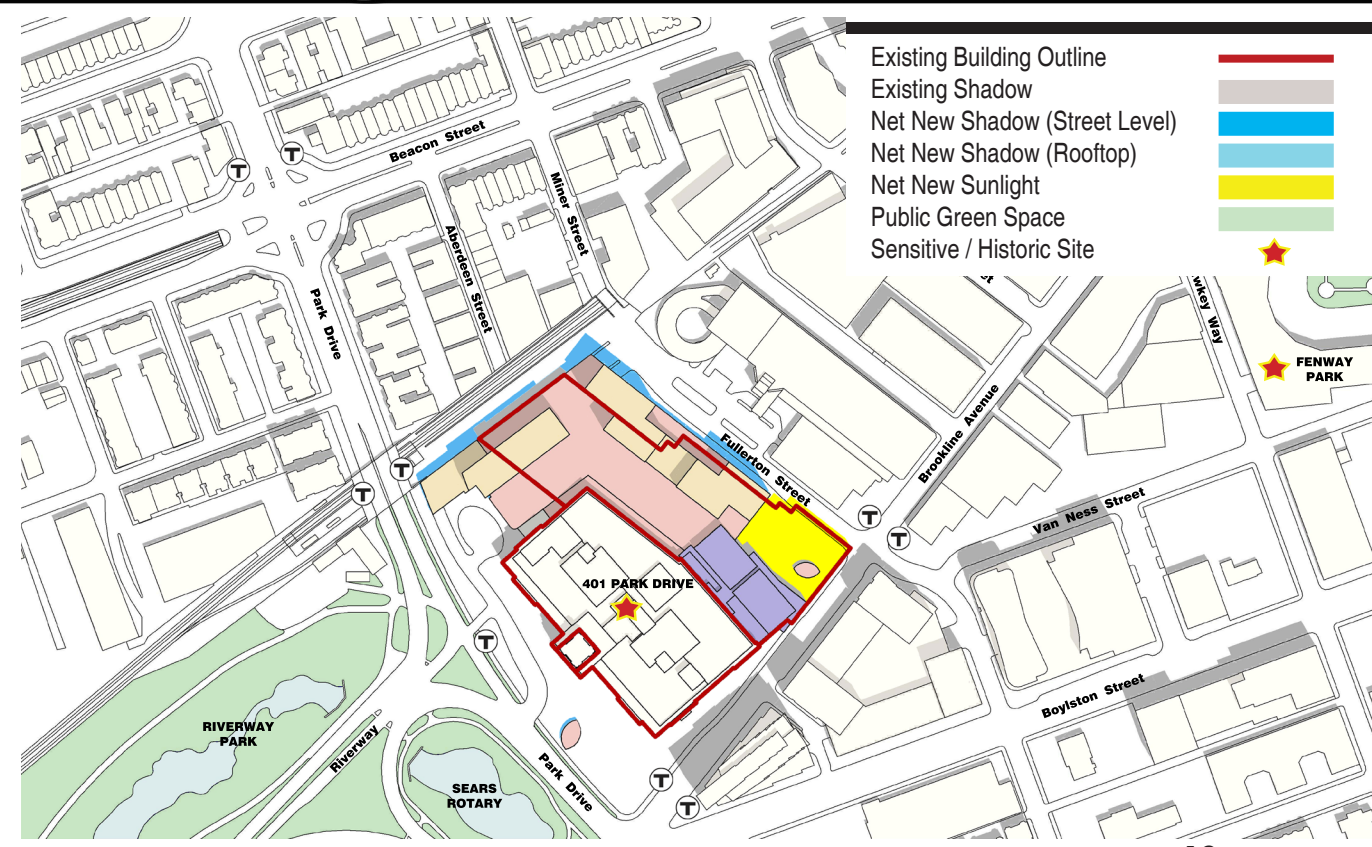 Existing Building Outline
Existing Shadow
Net New Shadow (Street Level)
Net New Shadow (Rooftop)
Net New Sunlight
Public Green Space
Sensitive / Historic Site
T
T
Beacon Street
Miner Street
Aberdeen Street
Park Drive
wkey Way
FENWAY
PARK
Brookline Avenue
Fullerton Street
T
T
T
T
Van Ness Street
401 PARK DRIVE
T
Boylston Street
RIVERWAY
PARK
Riverway
SEARS
ROTARY
Park Drive
T
T